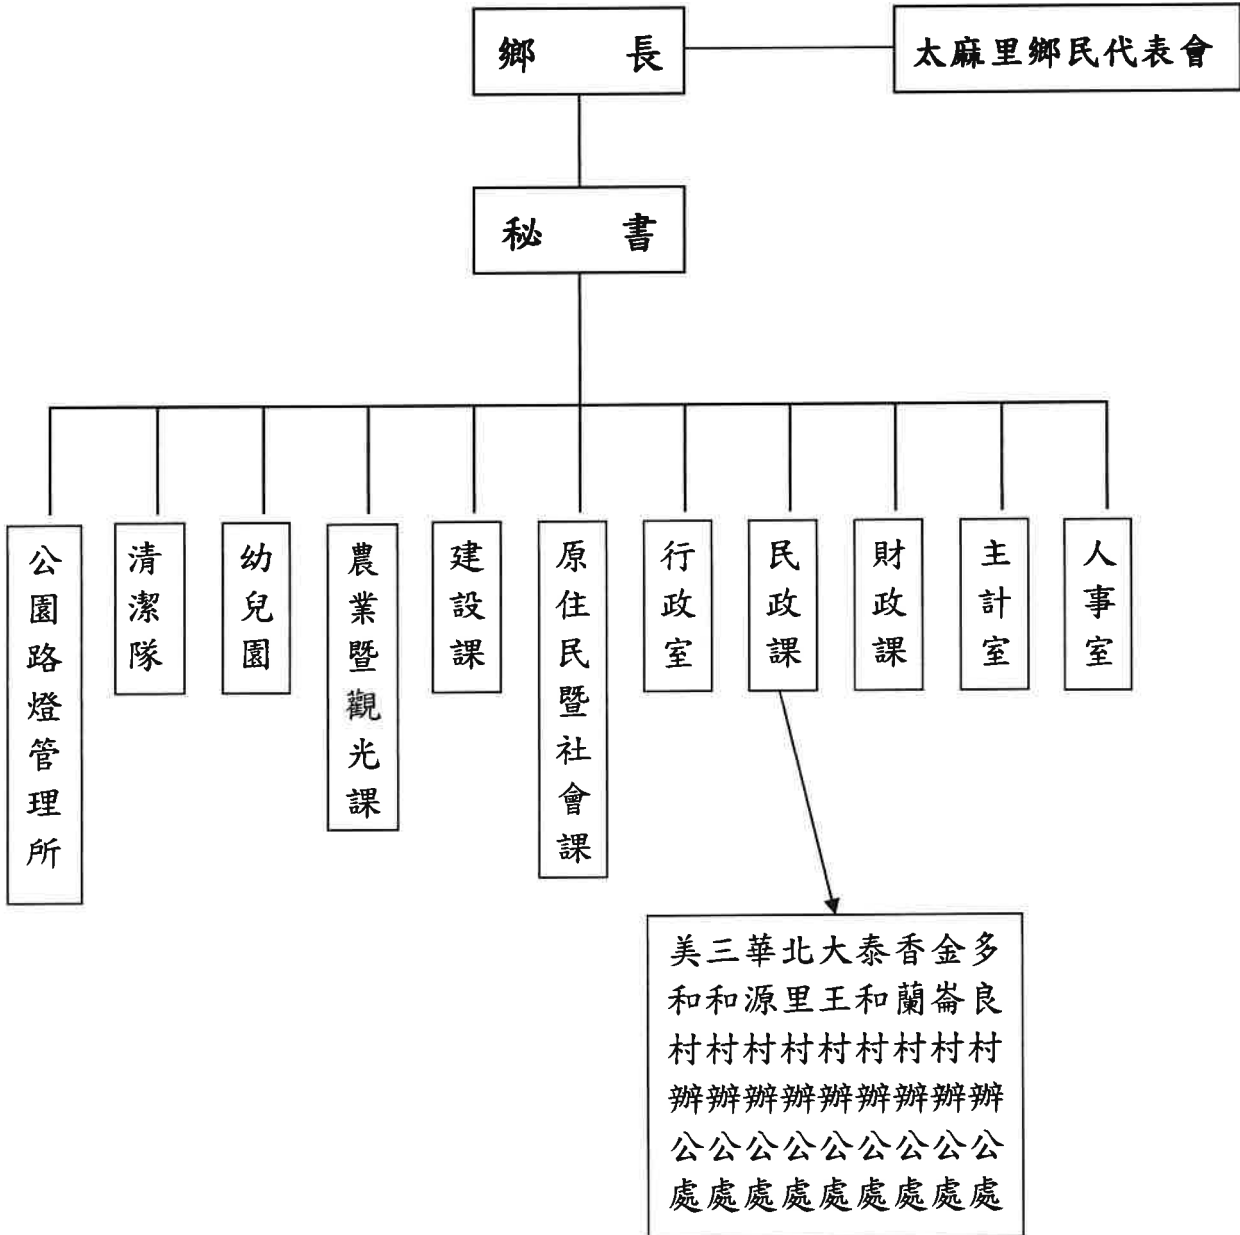 鄉長
太麻里鄉民代表會
秘書
公園路燈管理所
清潔隊
幼兒園
農業暨觀光課
建設課
原住民暨社會課
行政室
民政課
財政課
主計室
人事室
美和村辦公處
三和村辦公處
華源村辦公處
北里村辦公處
大王村辦公處
泰和村辦公處
香蘭村辦公處
金崙村辦公處
多良村辦公處